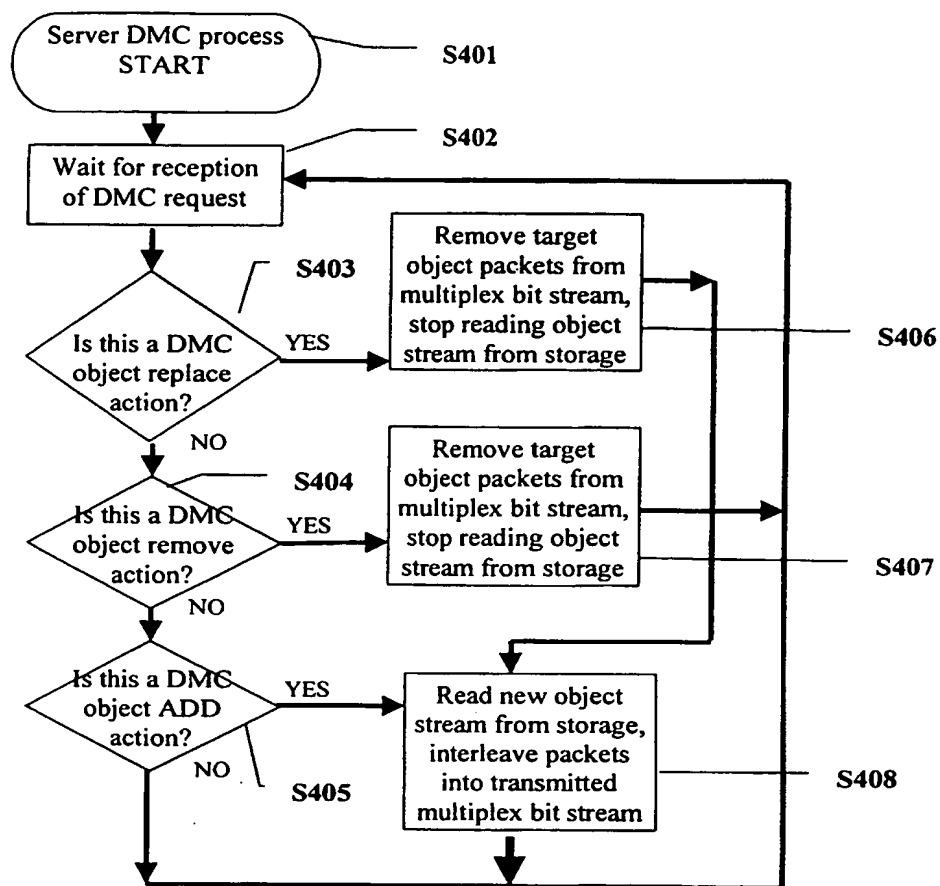 Server DMC process
START
S401
S402
Wait for reception
of DMC request
S403
Is this a DMC
object replace
action?
YES
NO
Remove target
object packets from
multiplex bit stream,
stop reading object
stream from storage
S406
S404
Is this a DMC
object remove
action?
YES
NO
Remove target
object packets from
multiplex bit stream,
stop reading object
stream from storage
S407
Is this a DMC
object ADD
action?
YES
NO
S405
Read new object
stream from storage,
interleave packets
into transmitted
multiplex bit stream
S408